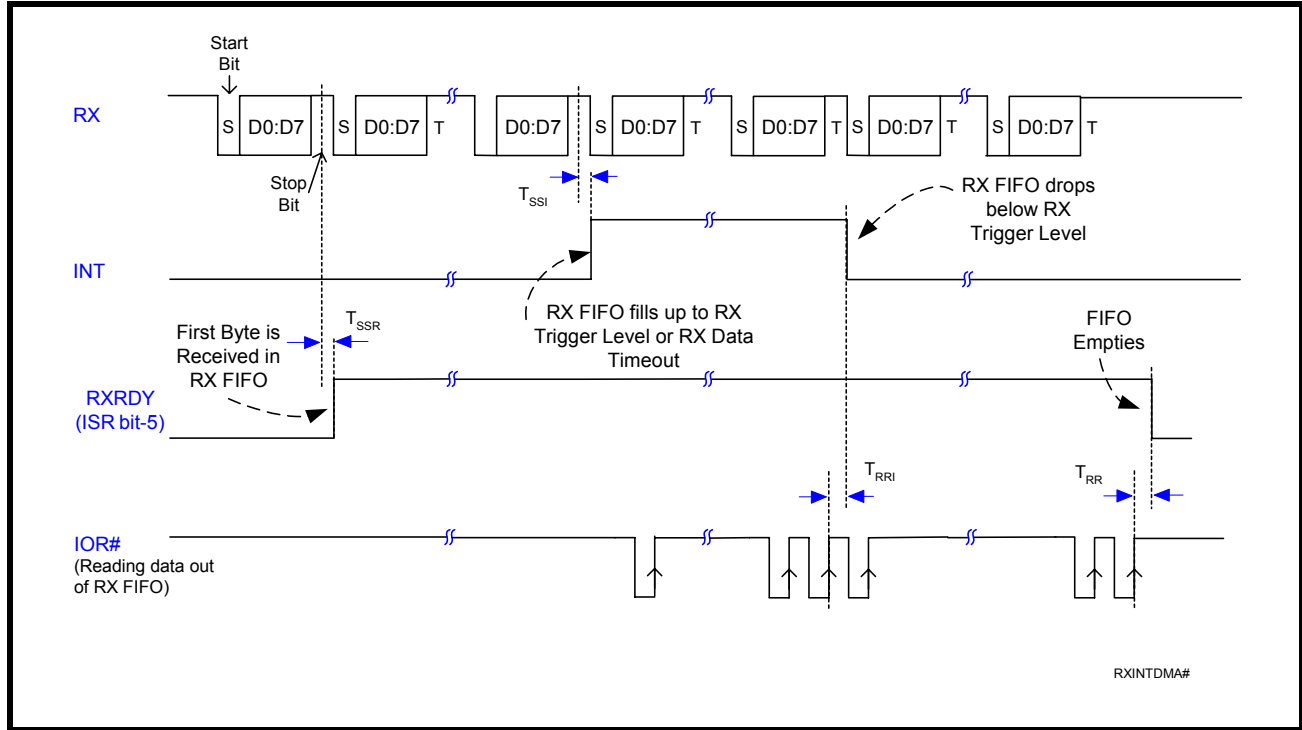 Start
Bit
RX
S D0:D7 S D0:D7 T D0:D7 S D0:D7 T S D0:D7 T S D0:D7 T S D0:D7 T
Stop
Bit
TSSI
RX FIFO drops
below RX
Trigger Level
INT
RX FIFO fills up to RX
Trigger Level or RX Data
Timeout
First Byte is
Received in
RX FIFO
TSSR
FIFO
Empties
RXRDY
(ISR bit-5)
TRRI
TRR
IOR#
(Reading data out
of RX FIFO)
RXINTDMA#